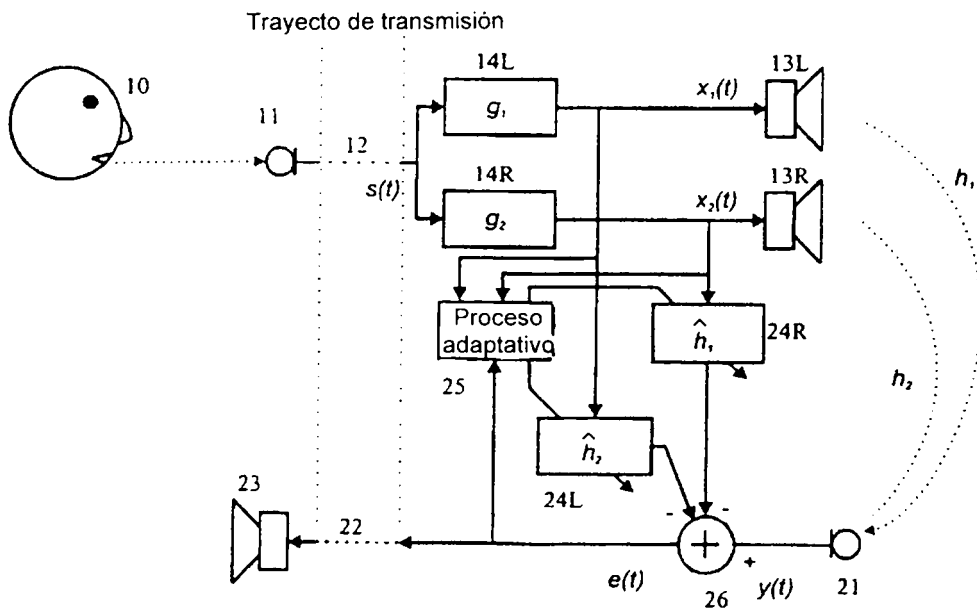 Trayecto de transmisión
10
11
12
s(t)
14L
g₁
x₁(t)
13L
14R
g₂
x₂(t)
13R
h₁
h₂
Proceso
adaptativo
25
ĥ₁
24R
ĥ₂
24L
23
22
e(t)
-
-
+
+
26
y(t)
21